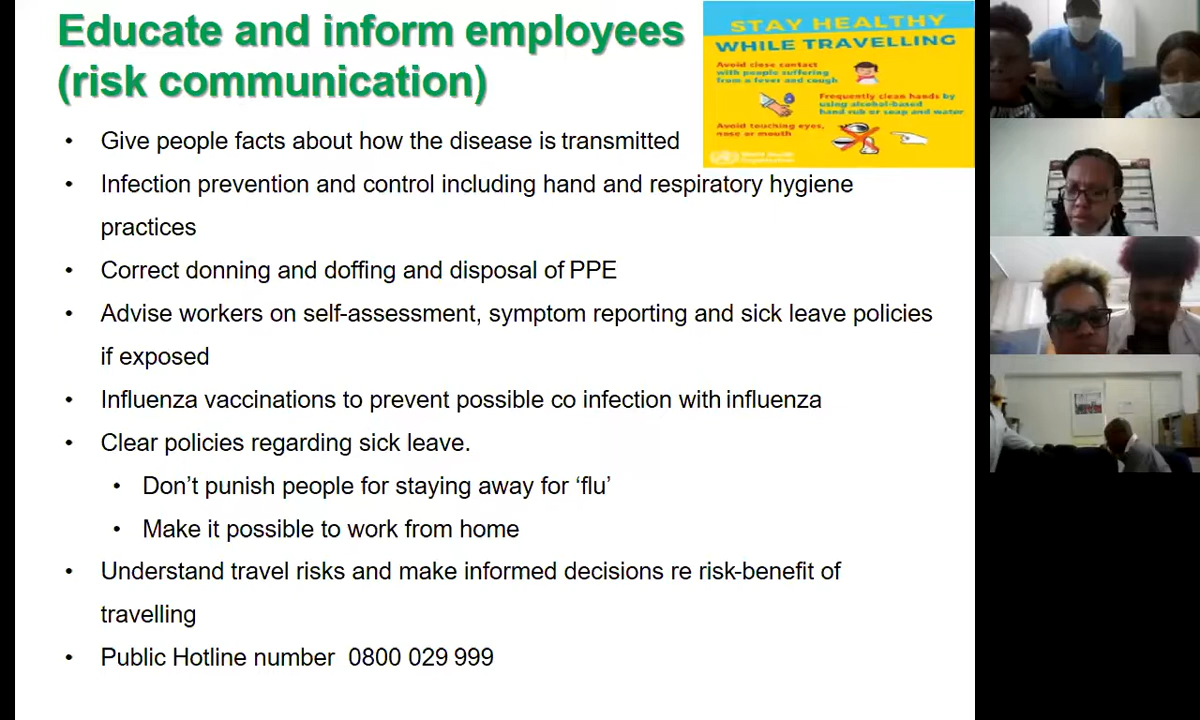 Educate and inform employees
(risk communication)
• Give people facts about how the disease is transmitted
• Infection prevention and control including hand and respiratory hygiene
practices
• Correct donning and doffing and disposal of PPE
• Advise workers on self-assessment, symptom reporting and sick leave policies
if exposed
• Influenza vaccinations to prevent possible co infection with influenza
• Clear policies regarding sick leave.
• Don’t punish people for staying away for ‘flu’
• Make it possible to work from home
• Understand travel risks and make informed decisions re risk-benefit of
travelling
• Public Hotline number 0800 029 999
STAY HEALTHY
WHILE TRAVELLING
Avoid close contact
with people suffering
from a fever and cough
Frequently clean hands by
using alcohol-based
hand rub or soap and water
Avoid touching eyes,
nose or mouth
World Health
Organization